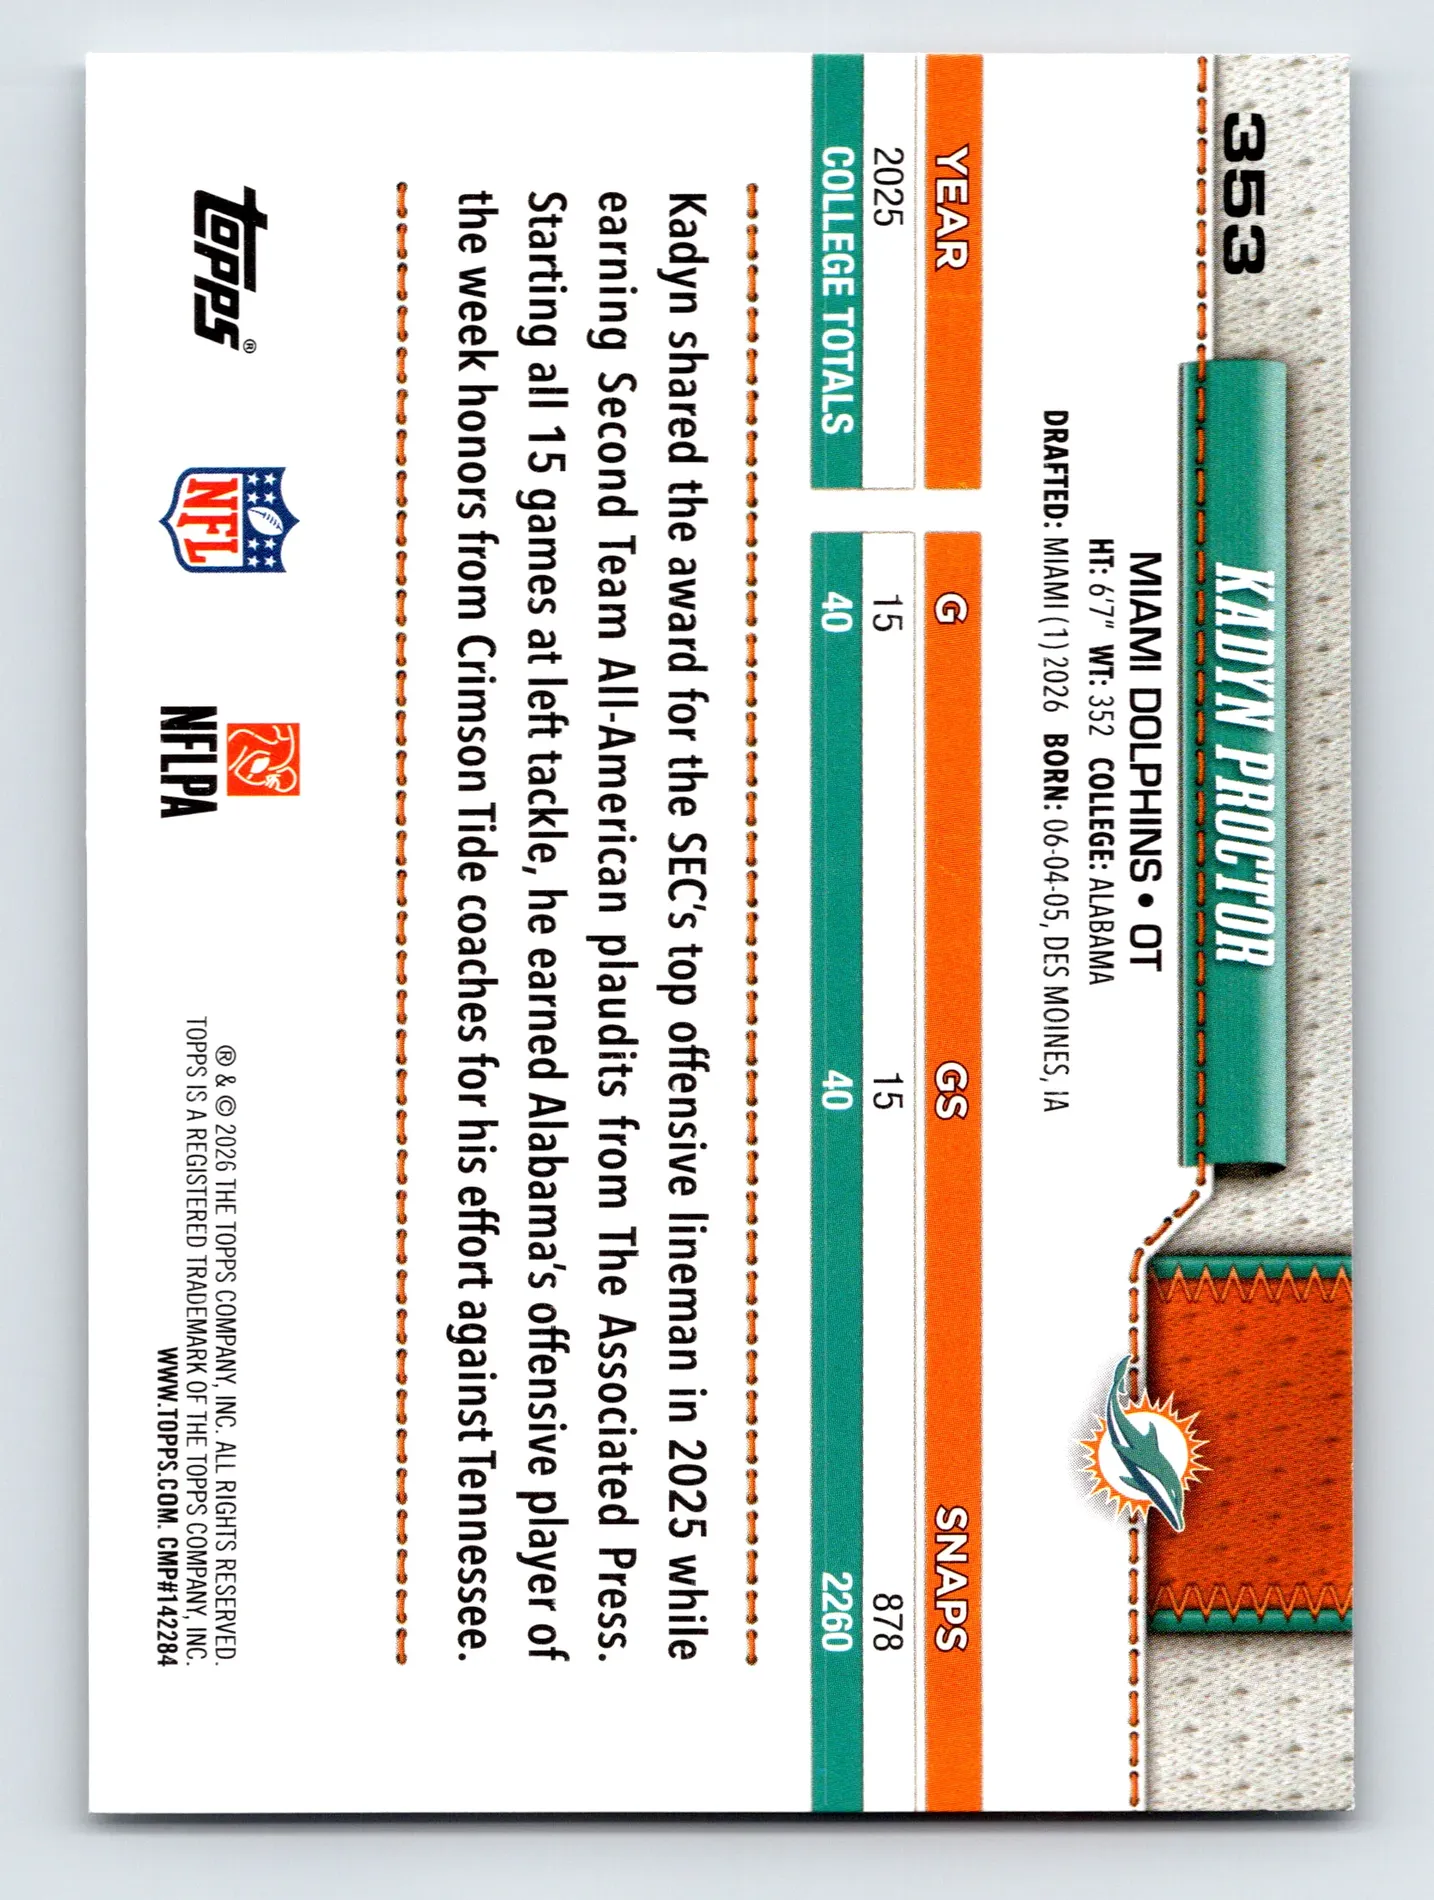 353
KADYN PROCTOR
MIAMI DOLPHINS • OT
HT: 6'7" WT: 352 COLLEGE: ALABAMA
DRAFTED: MIAMI (1) 2026 BORN: 06-04-05, DES MOINES, IA
YEAR G GS SNAPS
2025 15 15 878
COLLEGE TOTALS 40 40 2260
Kadyn shared the award for the SEC's top offensive lineman in 2025 while
earning Second Team All-American plaudits from The Associated Press.
Starting all 15 games at left tackle, he earned Alabama's offensive player of
the week honors from Crimson Tide coaches for his effort against Tennessee.
topps®
NFL
NFLPA
® & © 2026 THE TOPPS COMPANY, INC. ALL RIGHTS RESERVED.
TOPPS IS A REGISTERED TRADEMARK OF THE TOPPS COMPANY, INC.
WWW.TOPPS.COM. CMP#142284